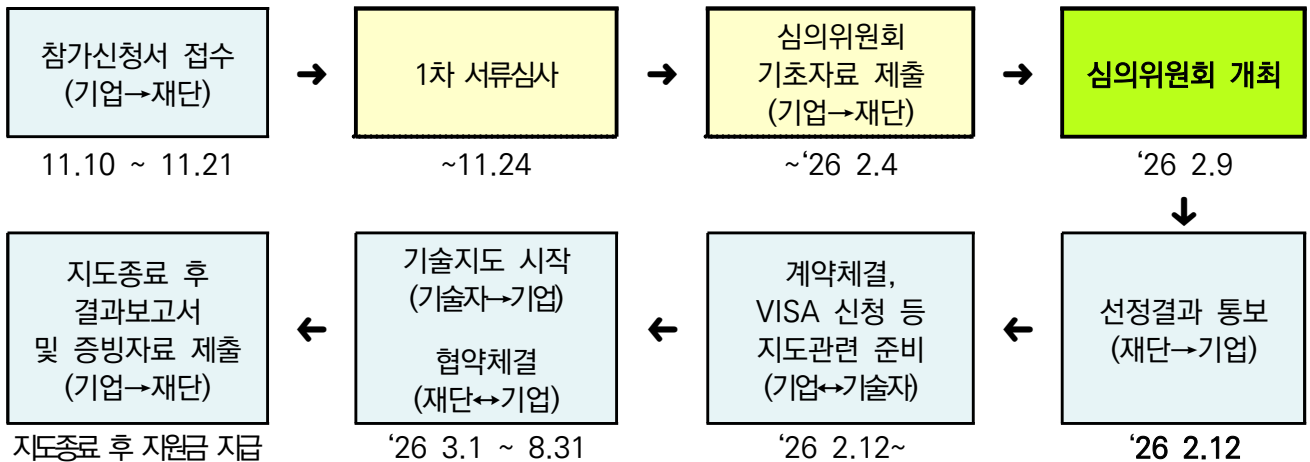 참가신청서 접수
(기업→재단)
➔
1차 서류심사
➔
심의위원회
기초자료 제출
(기업→재단)
➔
심의위원회 개최
11.10 ~ 11.21
~11.24
~‘26 2.4
‘26 2.9
↓
선정결과 통보
(재단→기업)
←
계약체결,
VISA 신청 등
지도관련 준비
(기업↔기술자)
←
기술지도 시작
(기술자→기업)
협약체결
(재단↔기업)
←
지도종료 후
결과보고서
및 증빙자료 제출
(기업→재단)
‘26 2.12
‘26 2.12~
‘26 3.1 ~ 8.31
지도종료 후 지원금 지급